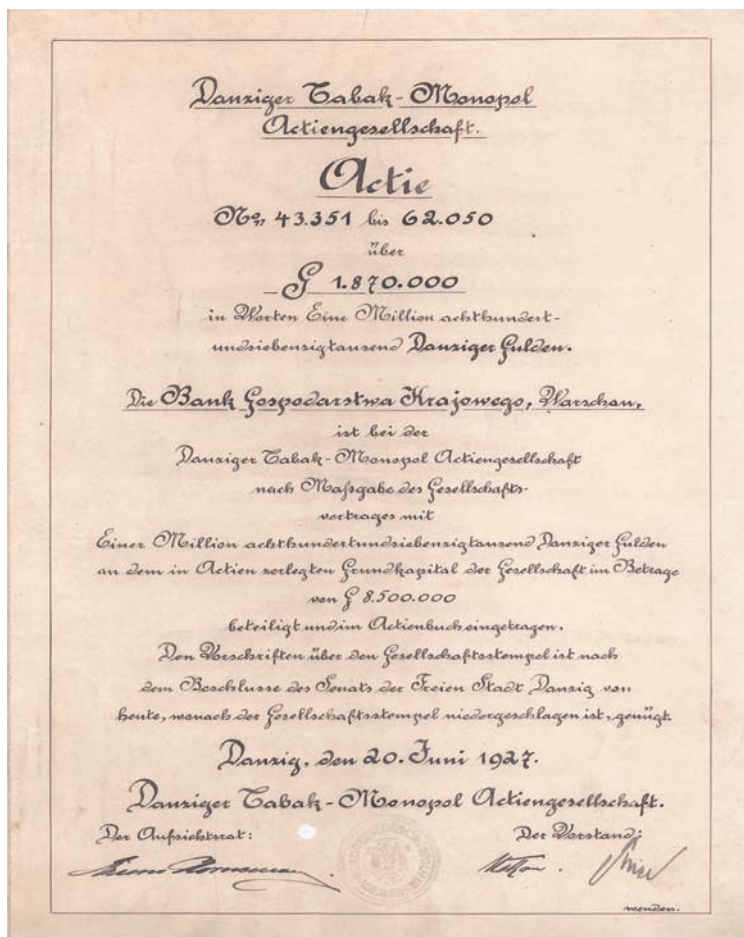 Danziger Tabak-Monopol
Actiengesellschaft.
Actie
No. 43.351 bis 62.050
über
G 1.870.000
in Worten Eine Million achthundert-
undsiebenzigtausend Danziger Gulden.
Die Bank Gospodarstwa Krajowego, Warschau,
ist bei der
Danziger Tabak-Monopol Actiengesellschaft
nach Maßgabe des Gesellschafts-
vertrages mit
Einer Million achthundertundsiebenzigtausend Danziger Gulden
an dem in Actien zerlegten Grundkapital der Gesellschaft im Betrage
von G 8.500.000
beteiligt und im Actienbuch eingetragen.
Den Vorschriften über den Gesellschaftsstempel ist nach
dem Beschlusse des Senats der Freien Stadt Danzig von
heute, wonach der Gesellschaftsstempel niedergeschlagen ist, genügt.
Danzig, den 20. Juni 1927.
Danziger Tabak-Monopol Actiengesellschaft.
Der Aufsichtsrat: Der Vorstand:
wenden.